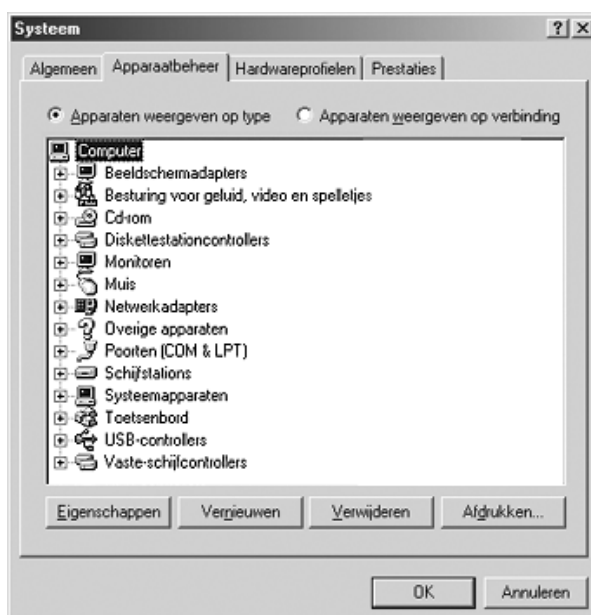 Systeem
Algemeen Apparaatbeheer Hardwareprofielen Prestaties
Apparaten weergeven op type Apparaten weergeven op verbinding
Computer
Beeldschermadapters
Besturing voor geluid, video en spelletjes
Cd-rom
Diskettestationcontrollers
Monitoren
Muis
Netwerkadapters
Overige apparaten
Poorten (COM & LPT)
Schijfstations
Systeemapparaten
Toetsenbord
USB-controllers
Vaste-schijfcontrollers
Eigenschappen Vernieuwen Verwijderen Afdrukken...
OK Annuleren